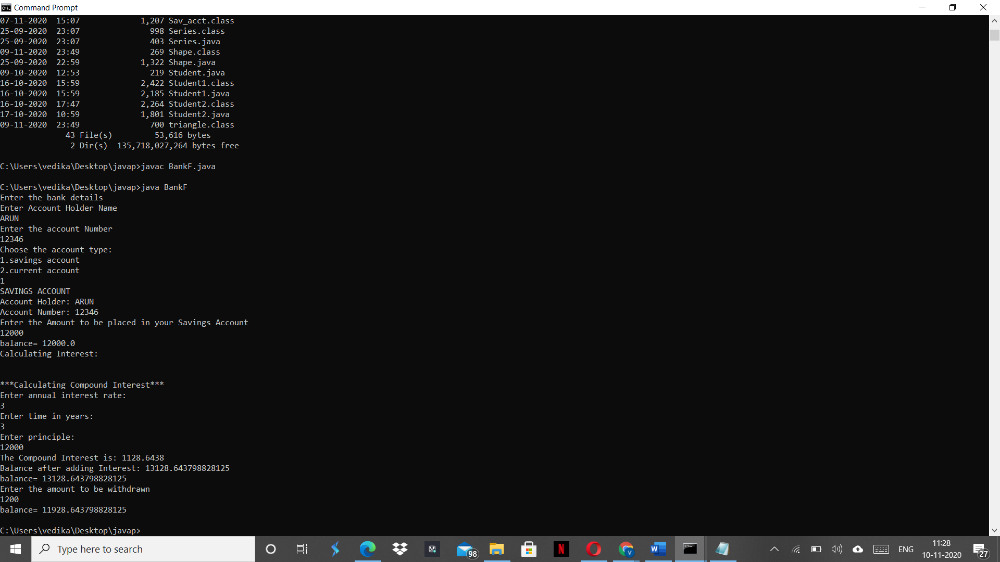 Command Prompt
07-11-2020  15:07             1,207 Sav_acct.class
25-09-2020  23:07               998 Series.class
25-09-2020  23:07               403 Series.java
09-11-2020  23:49               269 Shape.class
25-09-2020  22:59             1,322 Shape.java
09-10-2020  12:53               219 Student.java
16-10-2020  15:59             2,422 Student1.class
16-10-2020  15:59             2,185 Student1.java
16-10-2020  17:47             2,264 Student2.class
17-10-2020  10:59             1,801 Student2.java
09-11-2020  23:49               700 triangle.class
              43 File(s)         53,616 bytes
               2 Dir(s)  135,718,027,264 bytes free
C:\Users\vedika\Desktop\javap>javac BankF.java
C:\Users\vedika\Desktop\javap>java BankF
Enter the bank details
Enter Account Holder Name
ARUN
Enter the account Number
12346
Choose the account type:
1.savings account
2.current account
1
SAVINGS ACCOUNT
Account Holder: ARUN
Account Number: 12346
Enter the Amount to be placed in your Savings Account
12000
balance= 12000.0
Calculating Interest:
***Calculating Compound Interest***
Enter annual interest rate:
3
Enter time in years:
3
Enter principle:
12000
The Compound Interest is: 1128.6438
Balance after adding Interest: 13128.643798828125
balance= 13128.643798828125
Enter the amount to be withdrawn
1200
balance= 11928.643798828125
C:\Users\vedika\Desktop\javap>
Type here to search
98
N
V
W
ENG
11:28
10-11-2020
27